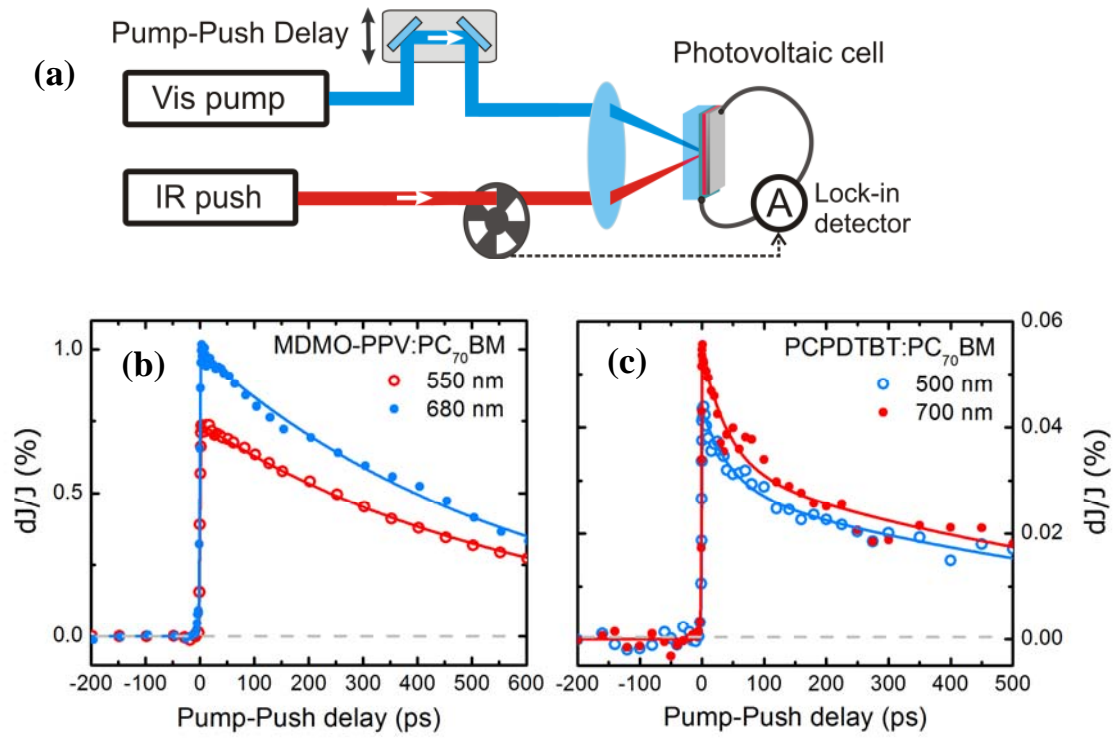 (a)
Pump-Push Delay
Vis pump
IR push
Photovoltaic cell
A
Lock-in
detector
(b)
MDMO-PPV:PC70BM
550 nm
680 nm
dJ/J (%)
1.0
0.5
0.0
-200 -100 0 100 200 300 400 500 600
Pump-Push delay (ps)
(c)
PCPDTBT:PC70BM
500 nm
700 nm
0.06
0.04
0.02
0.00
dJ/J (%)
-200 -100 0 100 200 300 400 500
Pump-Push delay (ps)